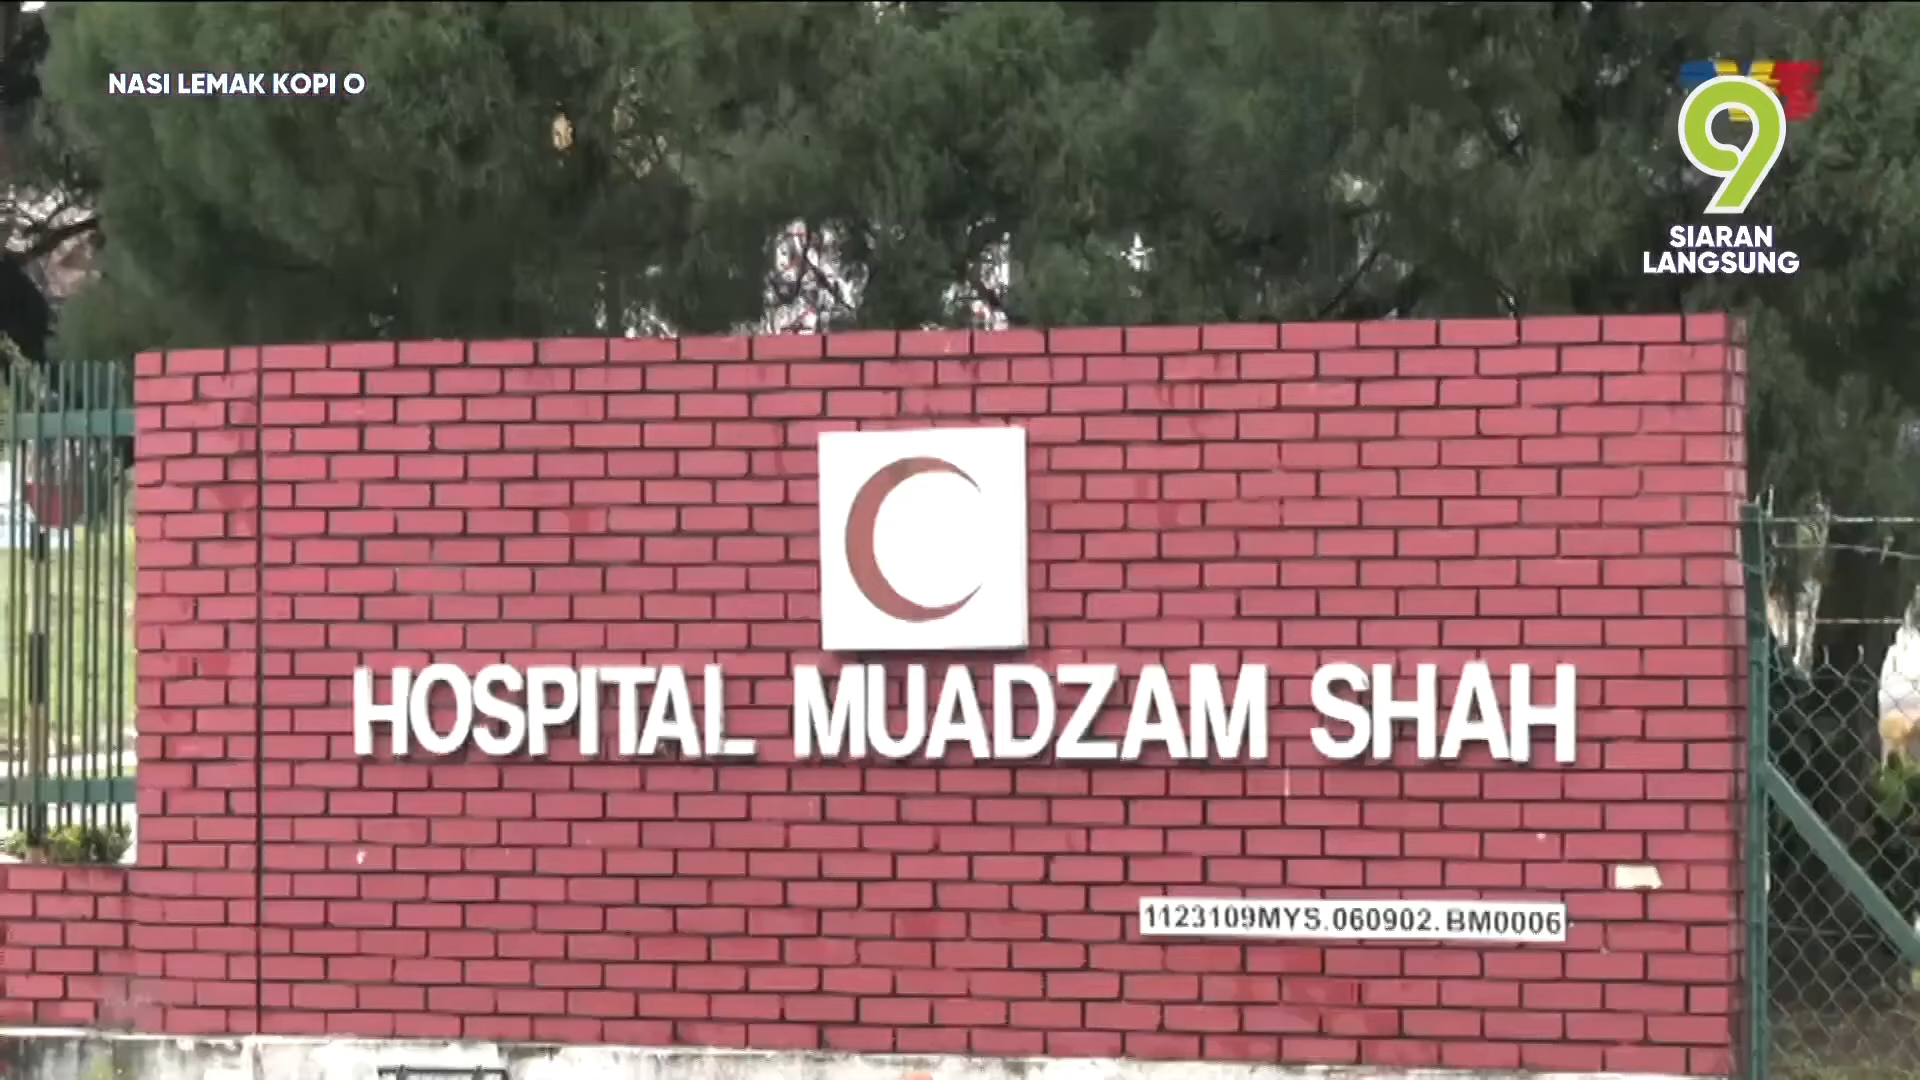 NASI LEMAK KOPI O
9
SIARAN
LANGSUNG
HOSPITAL MUADZAM SHAH
1123109MYS.060902.BM0006